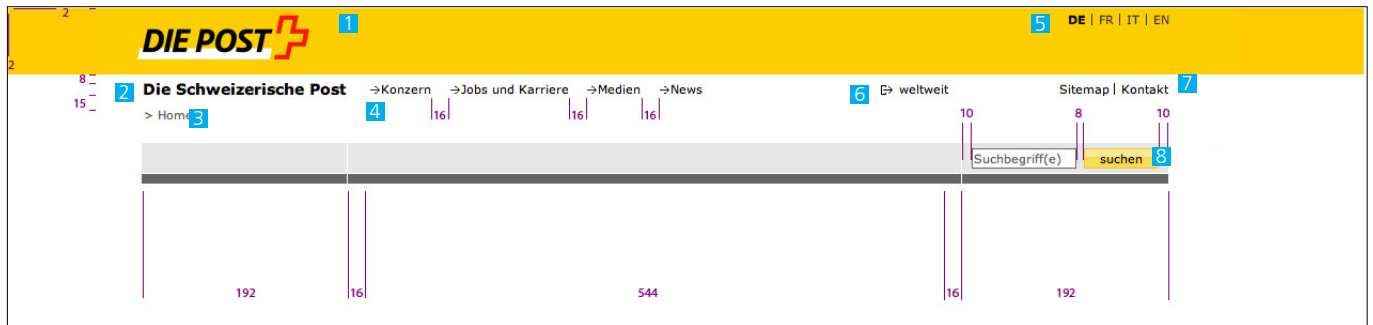 2
1
5
DE | FR | IT | EN
DIE POST
2
8
2
Die Schweizerische Post
→Konzern →Jobs und Karriere →Medien →News
6
weltweit
Sitemap | Kontakt
7
15
> Home
3
4
16
16
16
10
8
10
Suchbegriff(e)
suchen
8
192
16
544
16
192